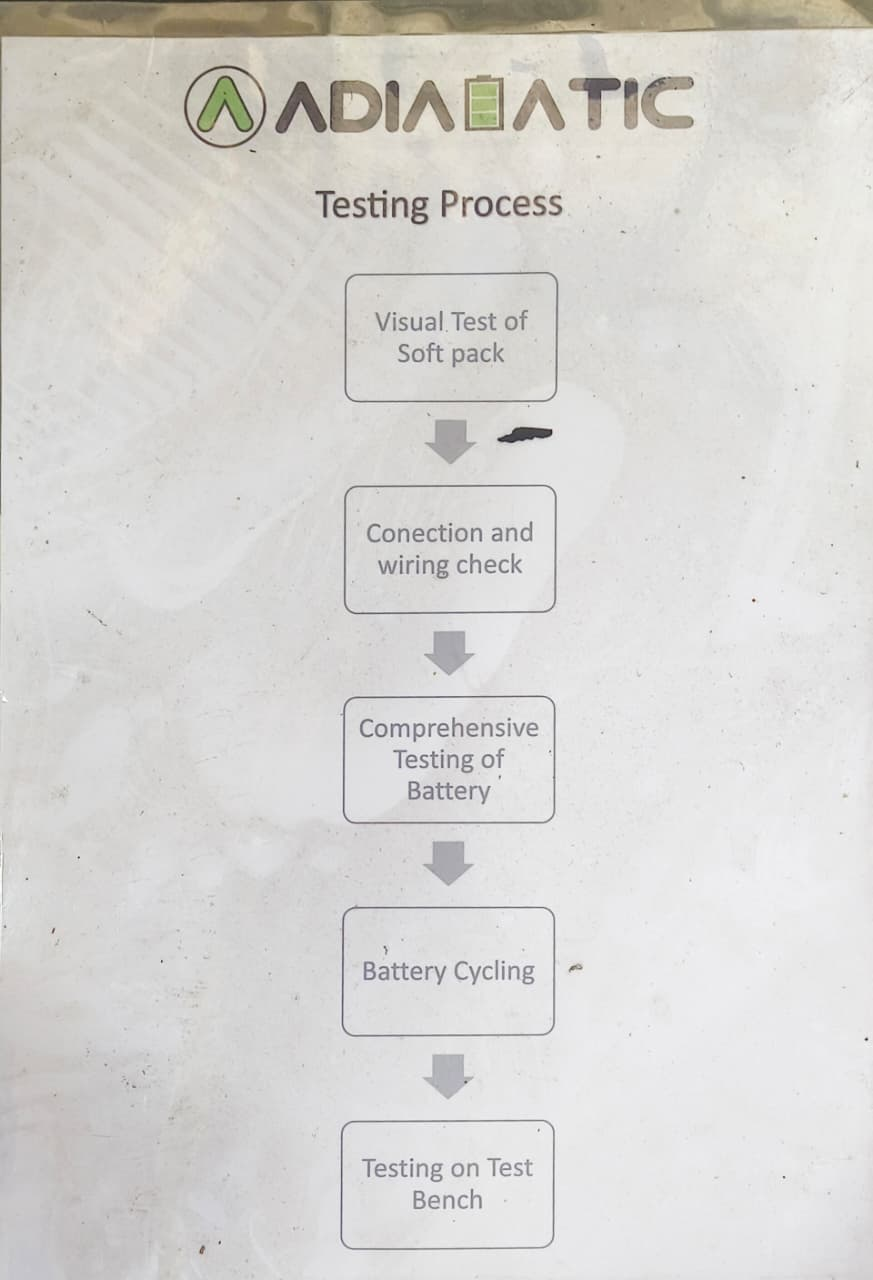 ADIABATIC
Testing Process
Visual Test of
Soft pack
Conection and
wiring check
Comprehensive
Testing of
Battery
Battery Cycling
Testing on Test
Bench